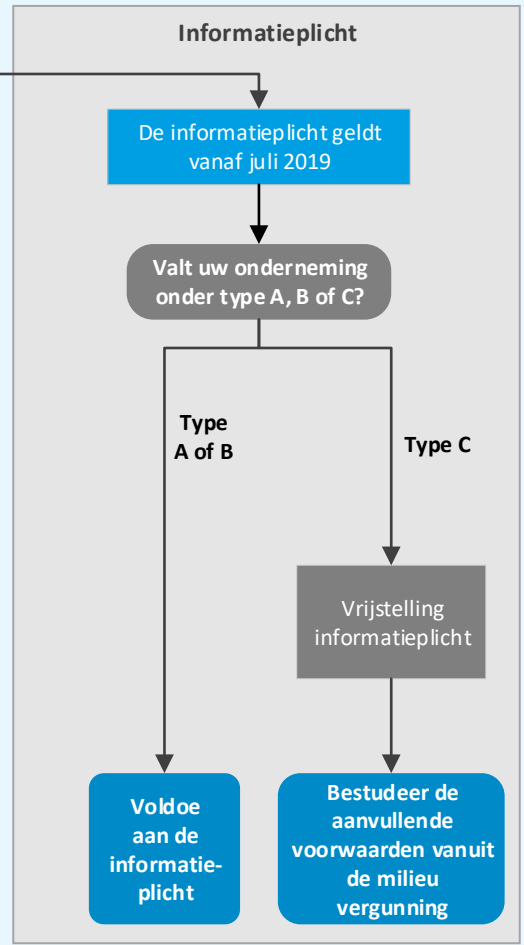 Informatieplicht
De informatieplicht geldt
vanaf juli 2019
Valt uw onderneming
onder type A, B of C?
Type
A of B
Type C
Vrijstelling
informatieplicht
Voldoe
aan de
informatie-
plicht
Bestudeer de
aanvullende
voorwaarden vanuit
de milieu
vergunning